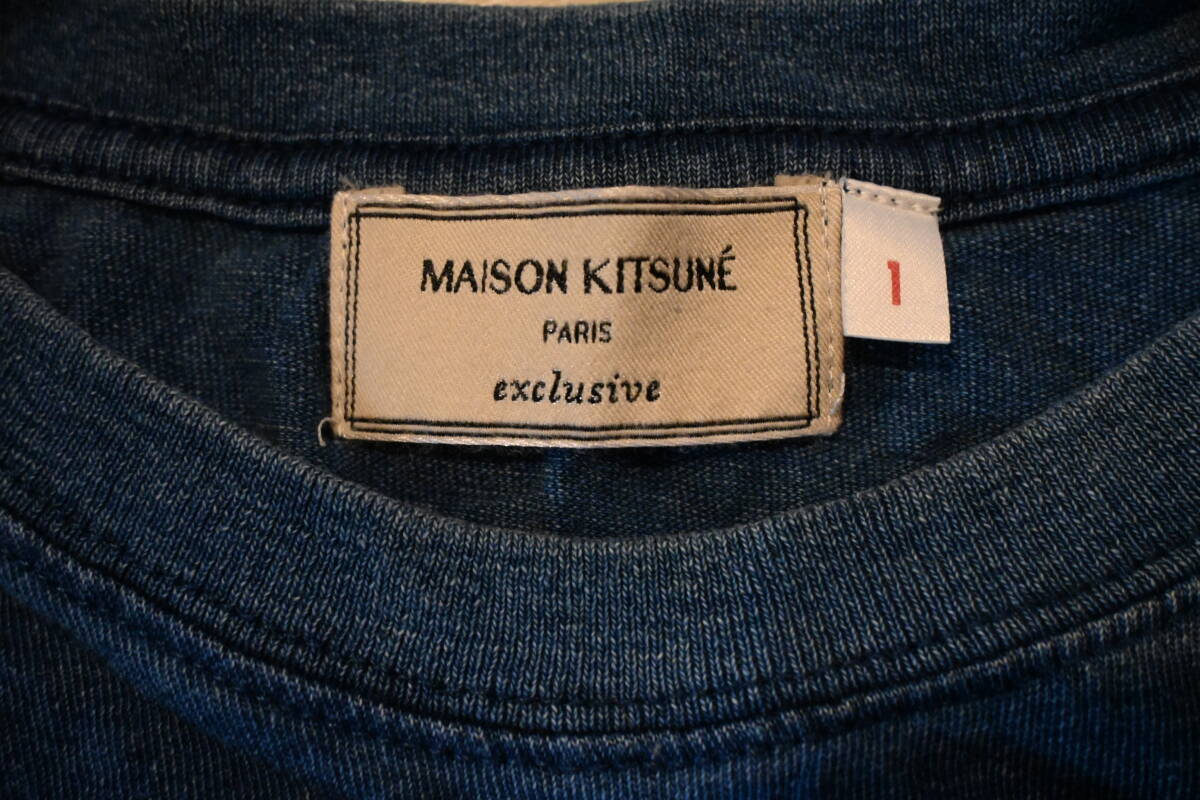 MAISON KITSUNÉ
PARIS
exclusive
1